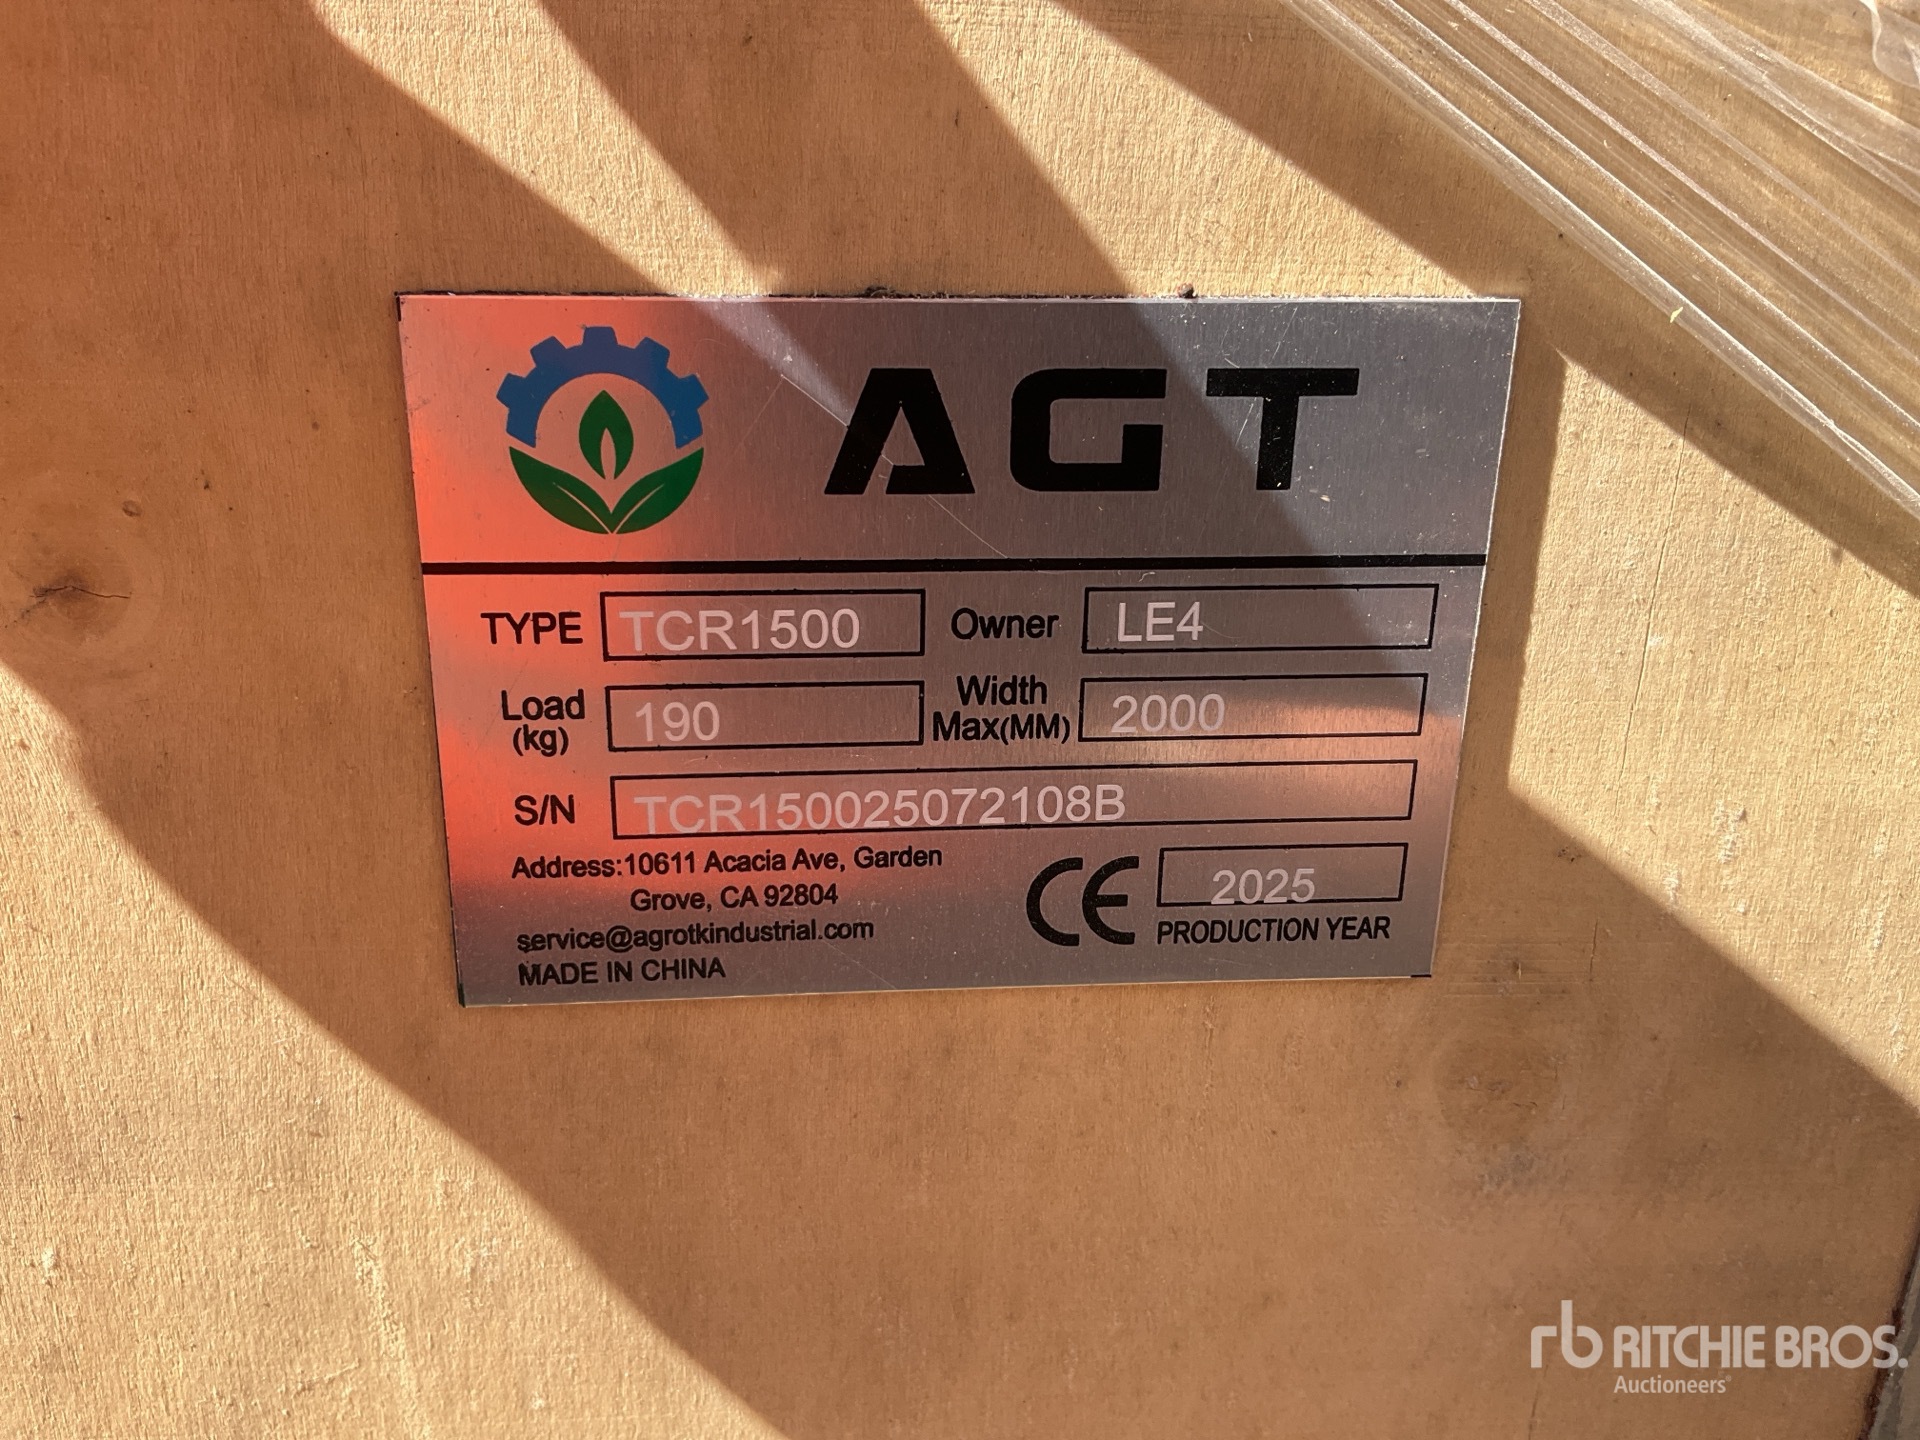 AGT
TYPE TCR1500 Owner LE4
Load (kg) 190 Width Max(MM) 2000
S/N TCR150025072108B
Address:10611 Acacia Ave, Garden
Grove, CA 92804
service@agrotkindustrial.com
MADE IN CHINA
CE 2025
PRODUCTION YEAR
rb RITCHIE BROS.
Auctioneers